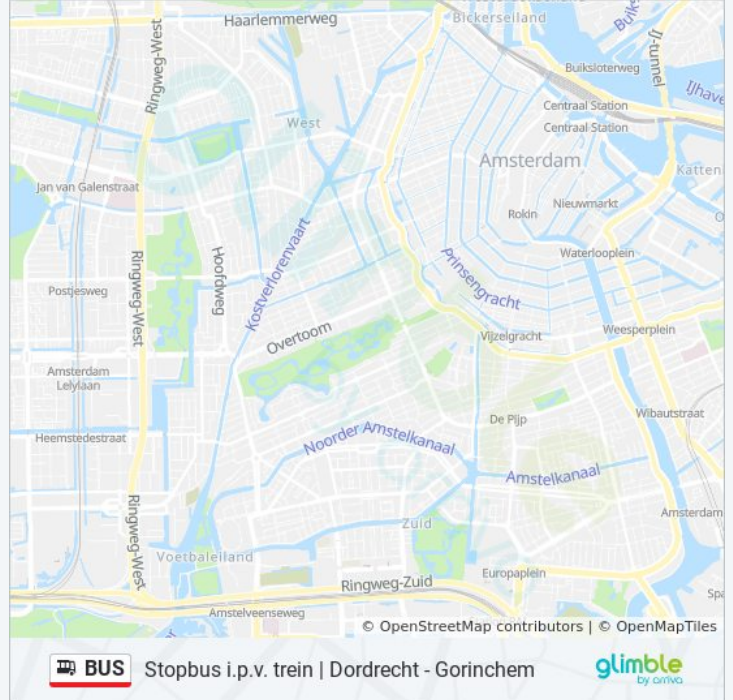 Haarlemmerweg
Bickerseiland
Ringweg-West
IJ-tunnel
Buiksloterweg
IJhave
Centraal Station
Centraal Station
West
Amsterdam
Katten
Jan van Galenstraat
Nieuwmarkt
Rokin
Kostverlorenvaart
Hoofdweg
Ringweg-West
Prinsengracht
Waterlooplein
Postjesweg
Overtoom
Vijzelgracht
Weesperplein
Amsterdam
Lelylaan
De Pijp
Wibautstraat
Heemstedestraat
Noorder Amstelkanaal
Amstelkanaal
Ringweg-West
Amsterdam
Zuid
Voetbaleiland
Europaplein
Ringweg-Zuid
Spa
Amstelveenseweg
© OpenStreetMap contributors | © OpenMapTiles
BUS Stopbus i.p.v. trein | Dordrecht - Gorinchem
glimble
by arriva